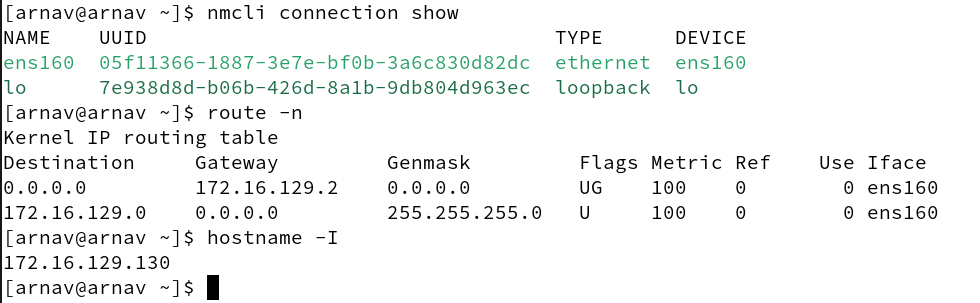 [arnav@arnav ~]$ nmcli connection show
NAME    UUID                                  TYPE      DEVICE
ens160  05f11366-1887-3e7e-bf0b-3a6c830d82dc  ethernet  ens160
lo      7e938d8d-b06b-426d-8a1b-9db804d963ec  loopback  lo
[arnav@arnav ~]$ route -n
Kernel IP routing table
Destination     Gateway         Genmask         Flags Metric Ref    Use Iface
0.0.0.0         172.16.129.2    0.0.0.0         UG    100    0        0 ens160
172.16.129.0    0.0.0.0         255.255.255.0   U     100    0        0 ens160
[arnav@arnav ~]$ hostname -I
172.16.129.130
[arnav@arnav ~]$